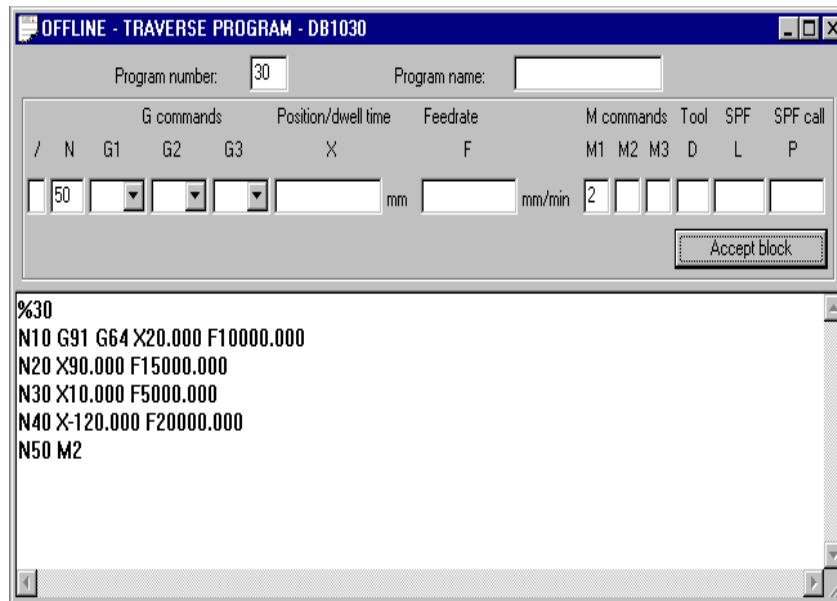 OFFLINE - TRAVERSE PROGRAM - DB1030
Program number: 30 Program name:
G commands Position/dwell time Feedrate M commands Tool SPF SPF call
/ N G1 G2 G3 X F M1 M2 M3 D L P
50 mm mm/min 2
Accept block
%30
N10 G91 G64 X20.000 F10000.000
N20 X90.000 F15000.000
N30 X10.000 F5000.000
N40 X-120.000 F20000.000
N50 M2